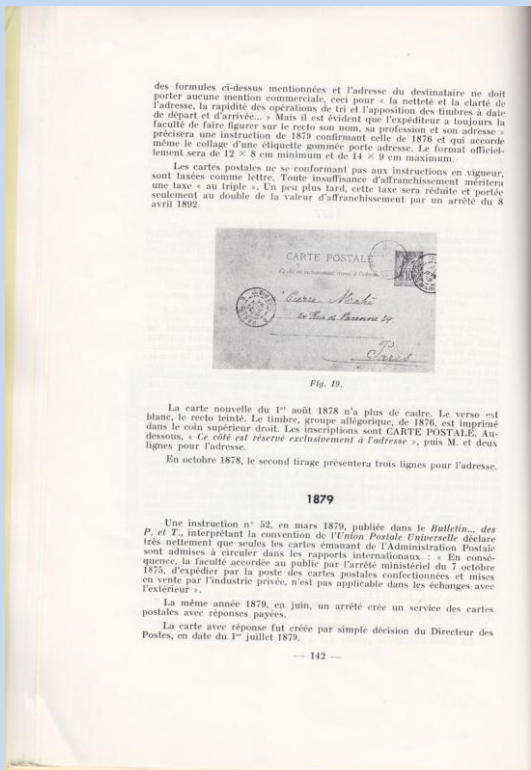 des formules ci-dessus mentionnées et l'adresse du destinataire ne doit
porter aucune mention commerciale, ceci pour « la netteté et la clarté de
l'adresse, la rapidité des opérations de tri et l'apposition des timbres à date
de départ et d'arrivée... » Mais il est évident que l'expéditeur a toujours la
faculté de faire figurer sur le recto son nom, sa profession et son adresse »
précisera une instruction de 1879 confirmant celle de 1876 et qui accorde
même le collage d'une étiquette gommée porte adresse. Le format officiel-
lement sera de 12 × 8 cm minimum et de 14 × 9 cm maximum.
Les cartes postales ne se conformant pas aux instructions en vigueur,
sont taxées comme lettre. Toute insuffisance d'affranchissement méritera
une taxe « au triple ». Un peu plus tard, cette taxe sera réduite et portée
seulement au double de la valeur d'affranchissement par un arrêté du 8
avril 1892.
CARTE POSTALE
Pierre
Rue de Varenne
Paris
Fig. 19.
La carte nouvelle du 1er août 1878 n'a plus de cadre. Le verso est
blanc, le recto teinté. Le timbre, groupe allégorique, de 1876, est imprimé
dans le coin supérieur droit. Les inscriptions sont CARTE POSTALE. Au-
dessous, « Ce côté est réservé exclusivement à l'adresse », puis M. et deux
lignes pour l'adresse.
En octobre 1878, le second tirage présentera trois lignes pour l'adresse.
1879
Une instruction n° 52, en mars 1879, publiée dans le Bulletin... des
P. et T., interprétant la convention de l'Union Postale Universelle déclare
très nettement que seules les cartes émanant de l'Administration Postale
sont admises à circuler dans les rapports internationaux : « En consé-
quence, la faculté accordée au public par l'arrêté ministériel du 7 octobre
1875, d'expédier par la poste des cartes postales confectionnées et mises
en vente par l'industrie privée, n'est pas applicable dans les échanges avec
l'extérieur ».
La même année 1879, en juin, un arrêté crée un service des cartes
postales avec réponses payées.
La carte avec réponse fut créée par simple décision du Directeur des
Postes, en date du 1er juillet 1879.
— 142 —